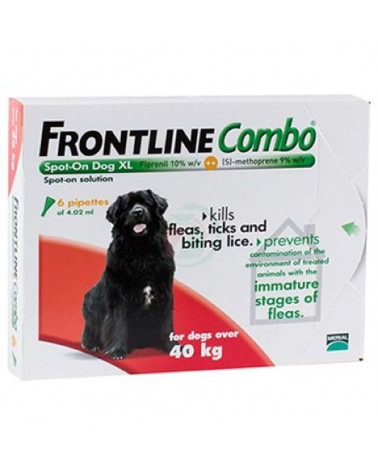 FRONTLINE Combo®
Spot-On Dog XL Fipronil 10% w/v ++ (S)-methoprene 9% w/v
Spot-on solution
6 pipettes
of 4.02 ml
kills
fleas, ticks and
biting lice.
prevents
contamination of the
environment of treated
animals with the
immature
stages of
fleas.
for dogs over
40 kg
MERIAL
FRONTLINE Combo